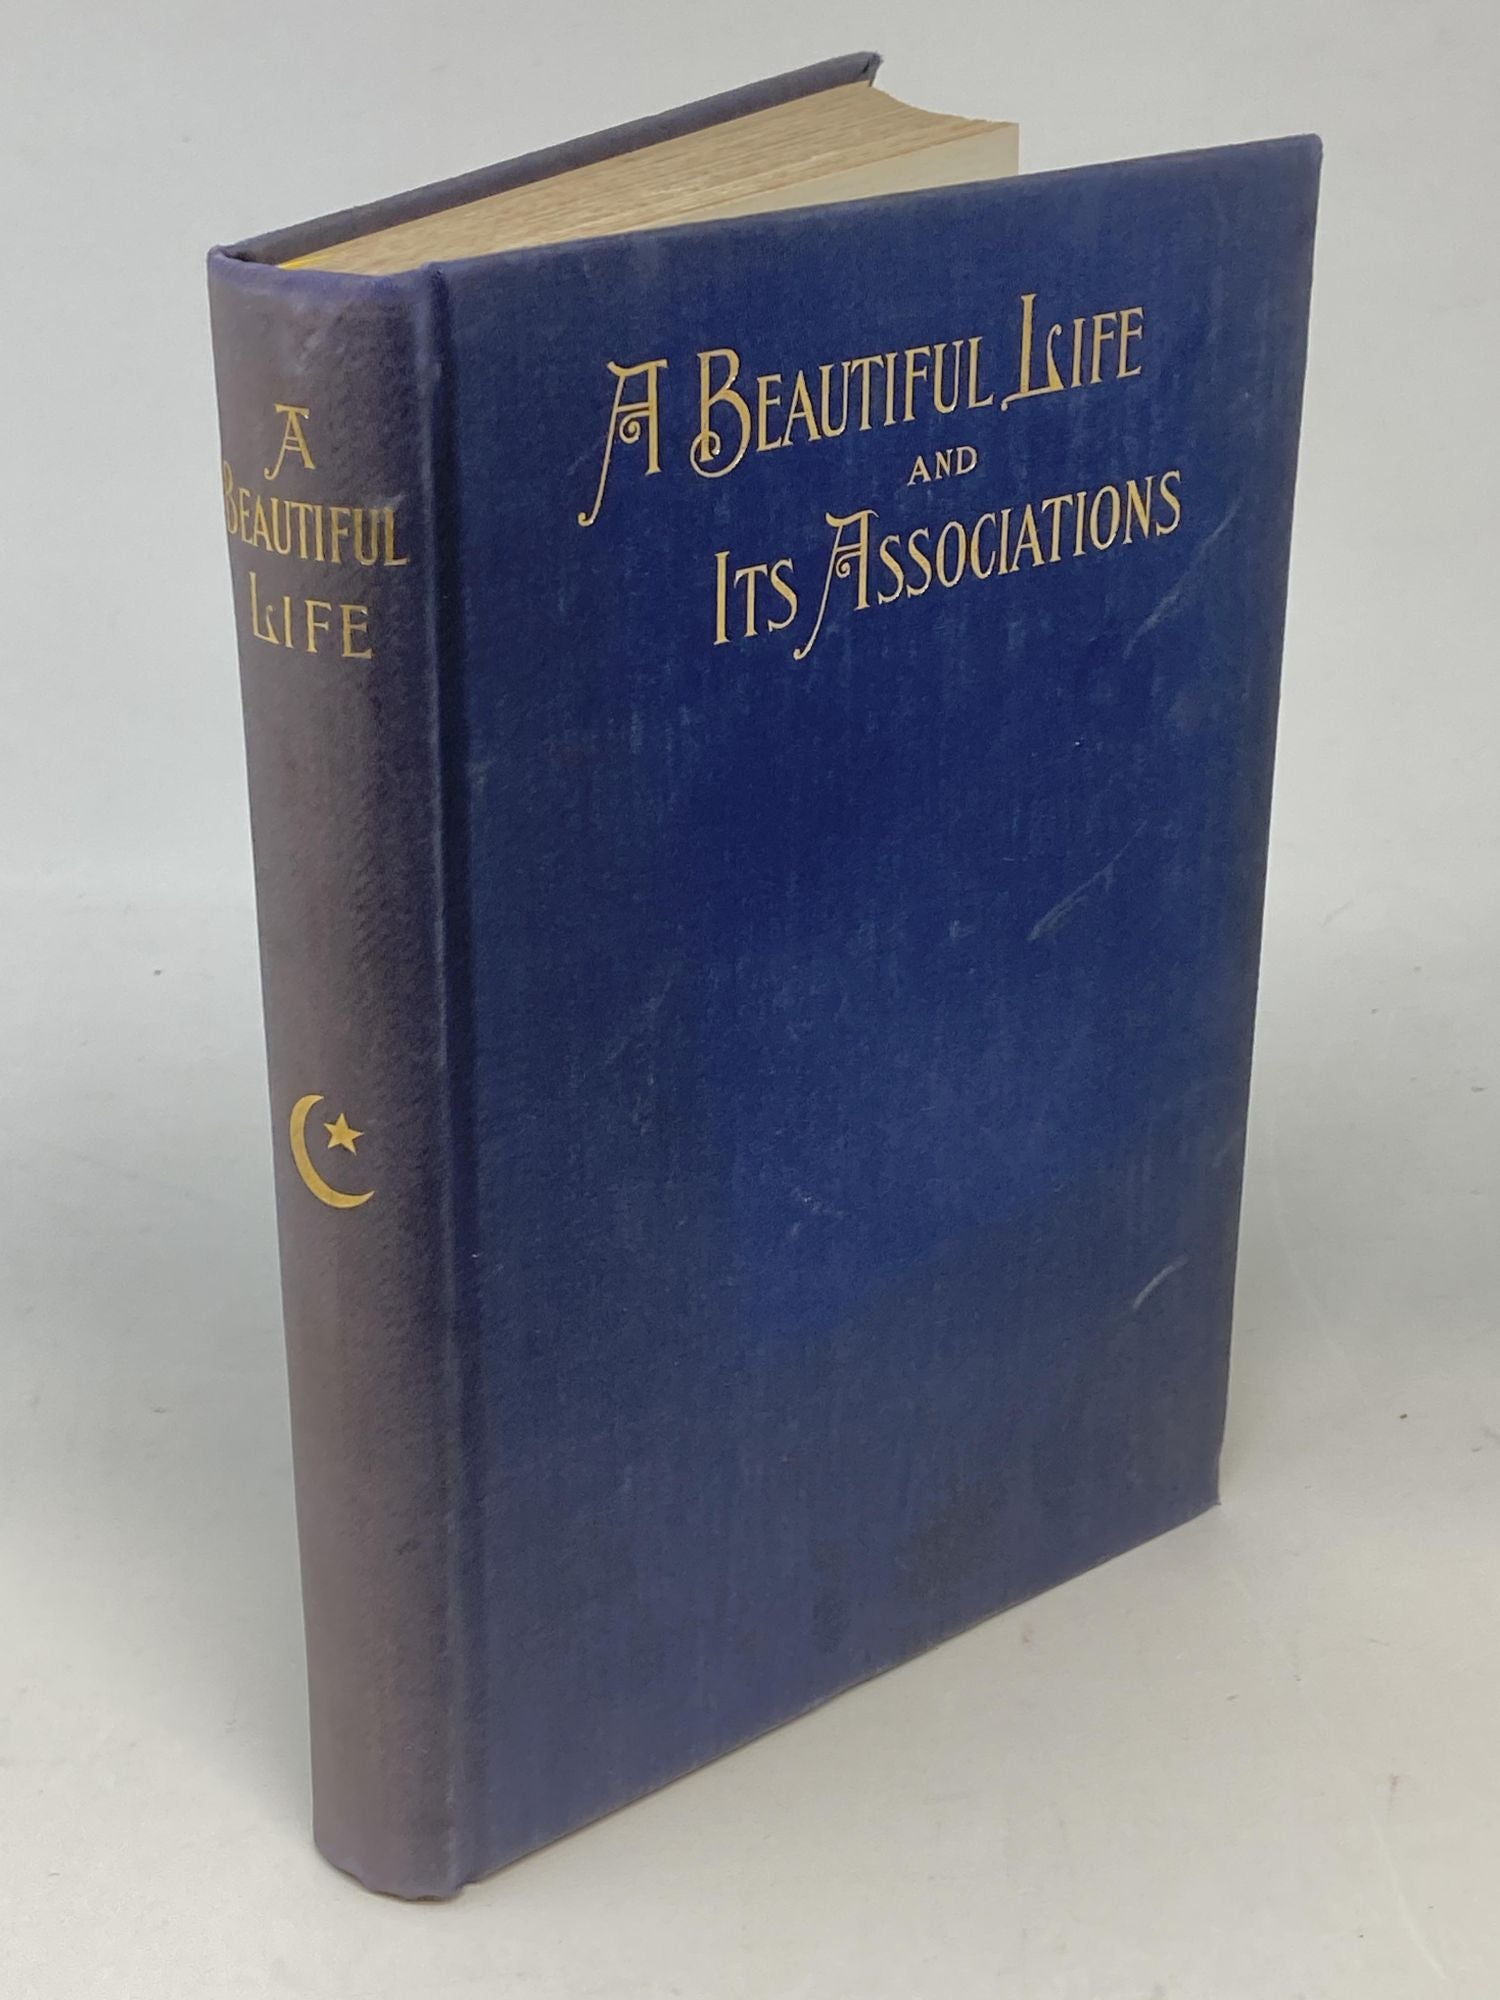 A
BEAUTIFUL
LIFE
A BEAUTIFUL LIFE
AND
ITS ASSOCIATIONS